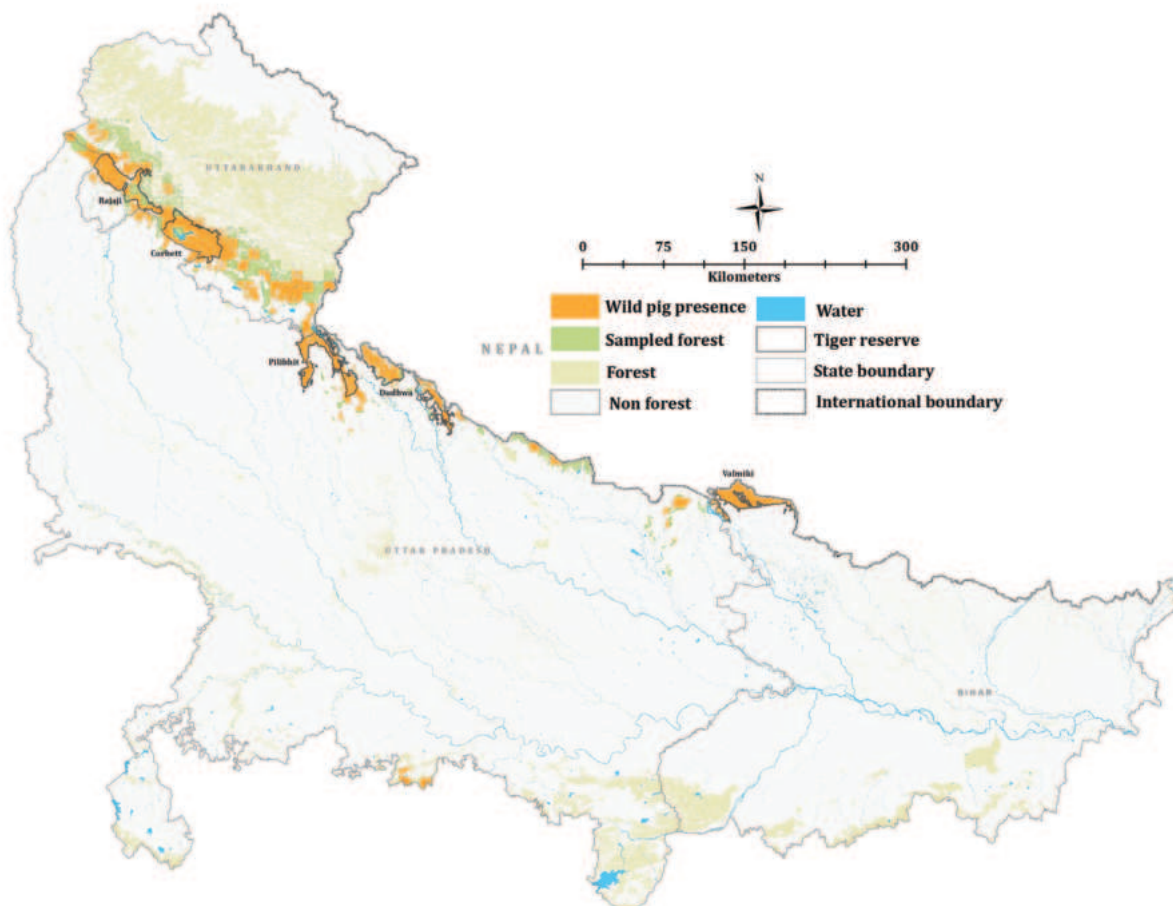 UTTARAKHAND
N
Rajaji
0 75 150 300
Kilometers
Corbett
Wild pig presence
Water
Sampled forest
Tiger reserve
Forest
State boundary
Non forest
International boundary
NEPAL
Pilibhit
Dudhwa
Valmiki
UTTAR PRADESH
BIHAR